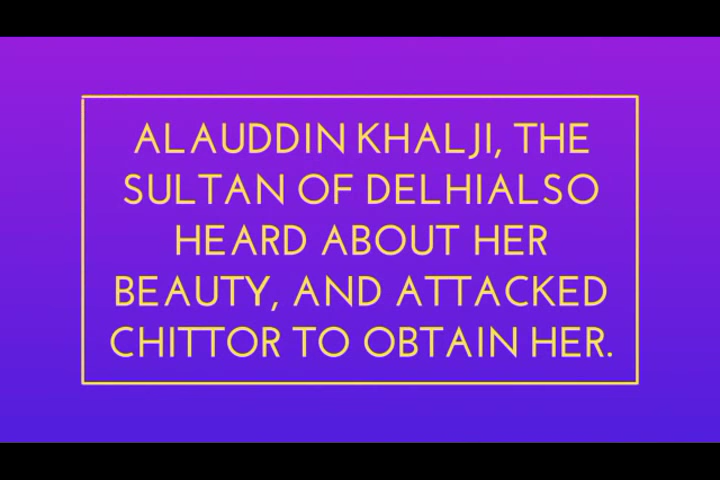 ALAUDDIN KHALJI, THE
SULTAN OF DELHIALSO
HEARD ABOUT HER
BEAUTY, AND ATTACKED
CHITTOR TO OBTAIN HER.